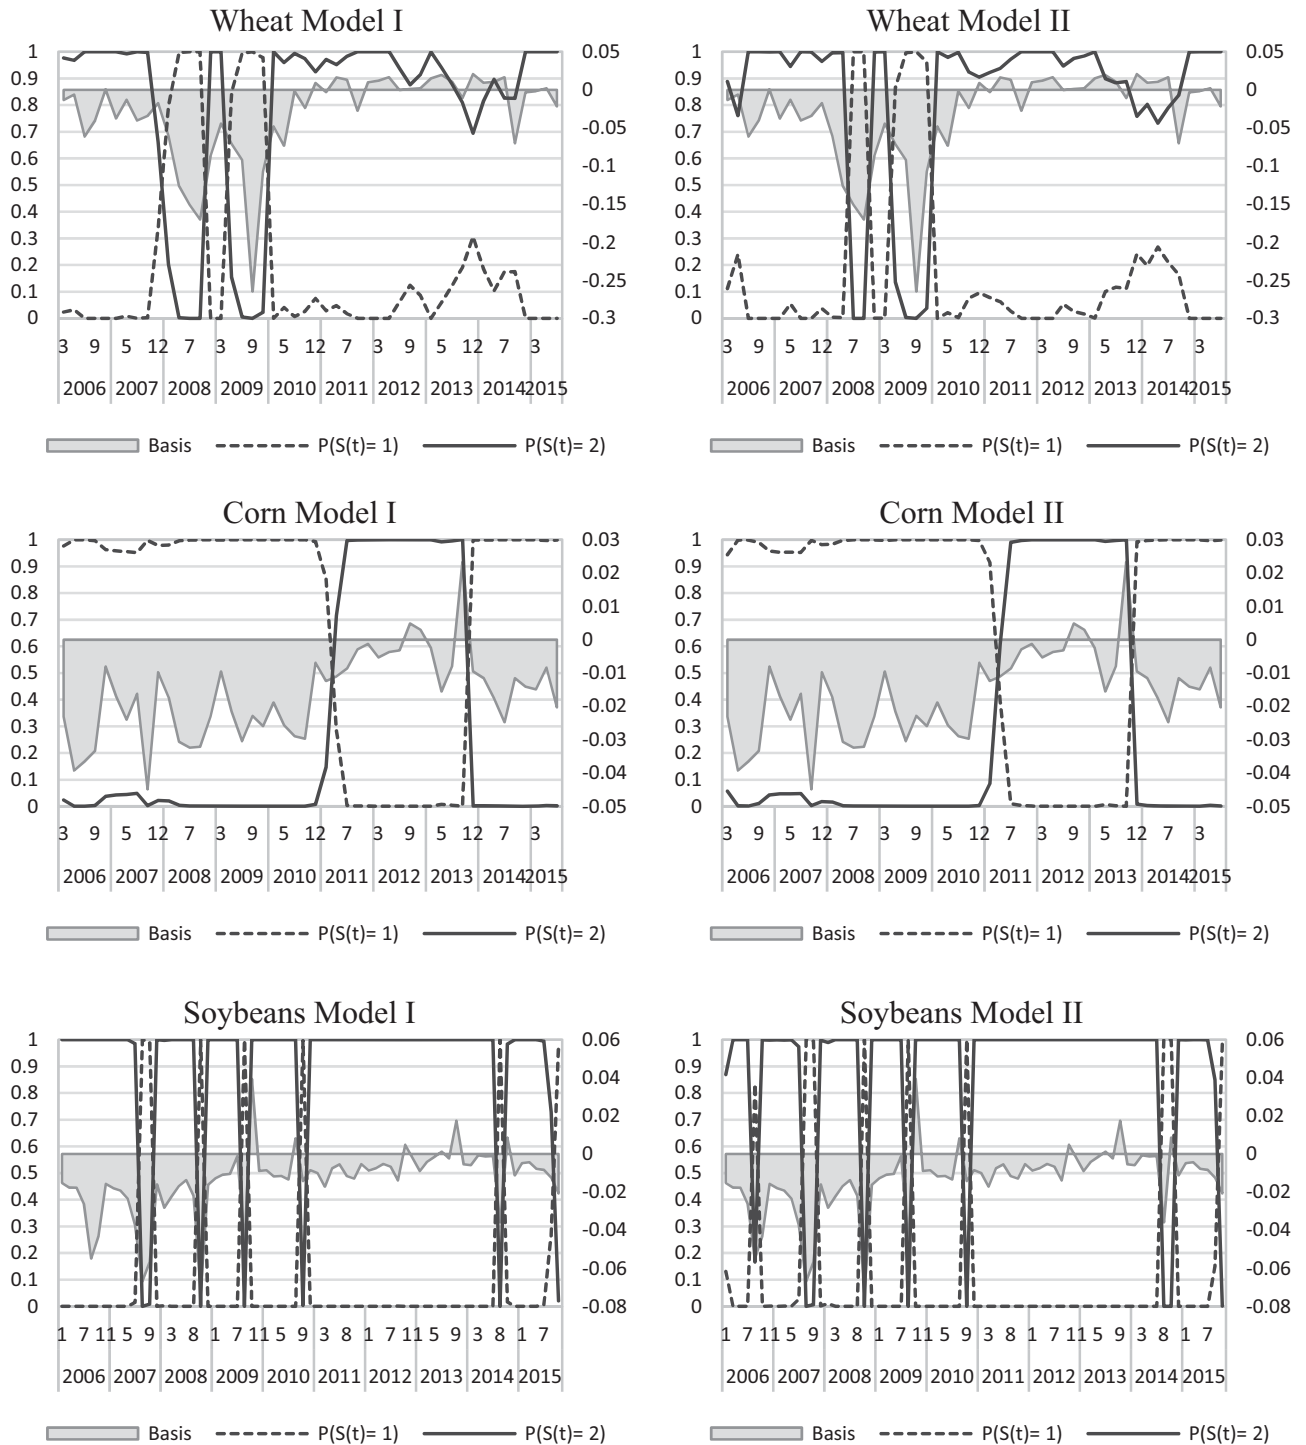 Wheat Model I
1 0.9 0.8 0.7 0.6 0.5 0.4 0.3 0.2 0.1 0
0.05 0 -0.05 -0.1 -0.15 -0.2 -0.25 -0.3
3 9 5 12 7 3 9 5 12 7 3 9 5 12 7 3
2006 2007 2008 2009 2010 2011 2012 2013 2014 2015
Basis P(S(t)= 1) P(S(t)= 2)
Wheat Model II
1 0.9 0.8 0.7 0.6 0.5 0.4 0.3 0.2 0.1 0
0.05 0 -0.05 -0.1 -0.15 -0.2 -0.25 -0.3
3 9 5 12 7 3 9 5 12 7 3 9 5 12 7 3
2006 2007 2008 2009 2010 2011 2012 2013 2014 2015
Basis P(S(t)= 1) P(S(t)= 2)
Corn Model I
1 0.9 0.8 0.7 0.6 0.5 0.4 0.3 0.2 0.1 0
0.03 0.02 0.01 0 -0.01 -0.02 -0.03 -0.04 -0.05
3 9 5 12 7 3 9 5 12 7 3 9 5 12 7 3
2006 2007 2008 2009 2010 2011 2012 2013 2014 2015
Basis P(S(t)= 1) P(S(t)= 2)
Corn Model II
1 0.9 0.8 0.7 0.6 0.5 0.4 0.3 0.2 0.1 0
0.03 0.02 0.01 0 -0.01 -0.02 -0.03 -0.04 -0.05
3 9 5 12 7 3 9 5 12 7 3 9 5 12 7 3
2006 2007 2008 2009 2010 2011 2012 2013 2014 2015
Basis P(S(t)= 1) P(S(t)= 2)
Soybeans Model I
1 0.9 0.8 0.7 0.6 0.5 0.4 0.3 0.2 0.1 0
0.06 0.04 0.02 0 -0.02 -0.04 -0.06 -0.08
1 7 11 5 9 3 8 1 7 11 5 9 3 8 1 7 11 5 9 3 8 1 7
2006 2007 2008 2009 2010 2011 2012 2013 2014 2015
Basis P(S(t)= 1) P(S(t)= 2)
Soybeans Model II
1 0.9 0.8 0.7 0.6 0.5 0.4 0.3 0.2 0.1 0
0.06 0.04 0.02 0 -0.02 -0.04 -0.06 -0.08
1 7 11 5 9 3 8 1 7 11 5 9 3 8 1 7 11 5 9 3 8 1 7
2006 2007 2008 2009 2010 2011 2012 2013 2014 2015
Basis P(S(t)= 1) P(S(t)= 2)